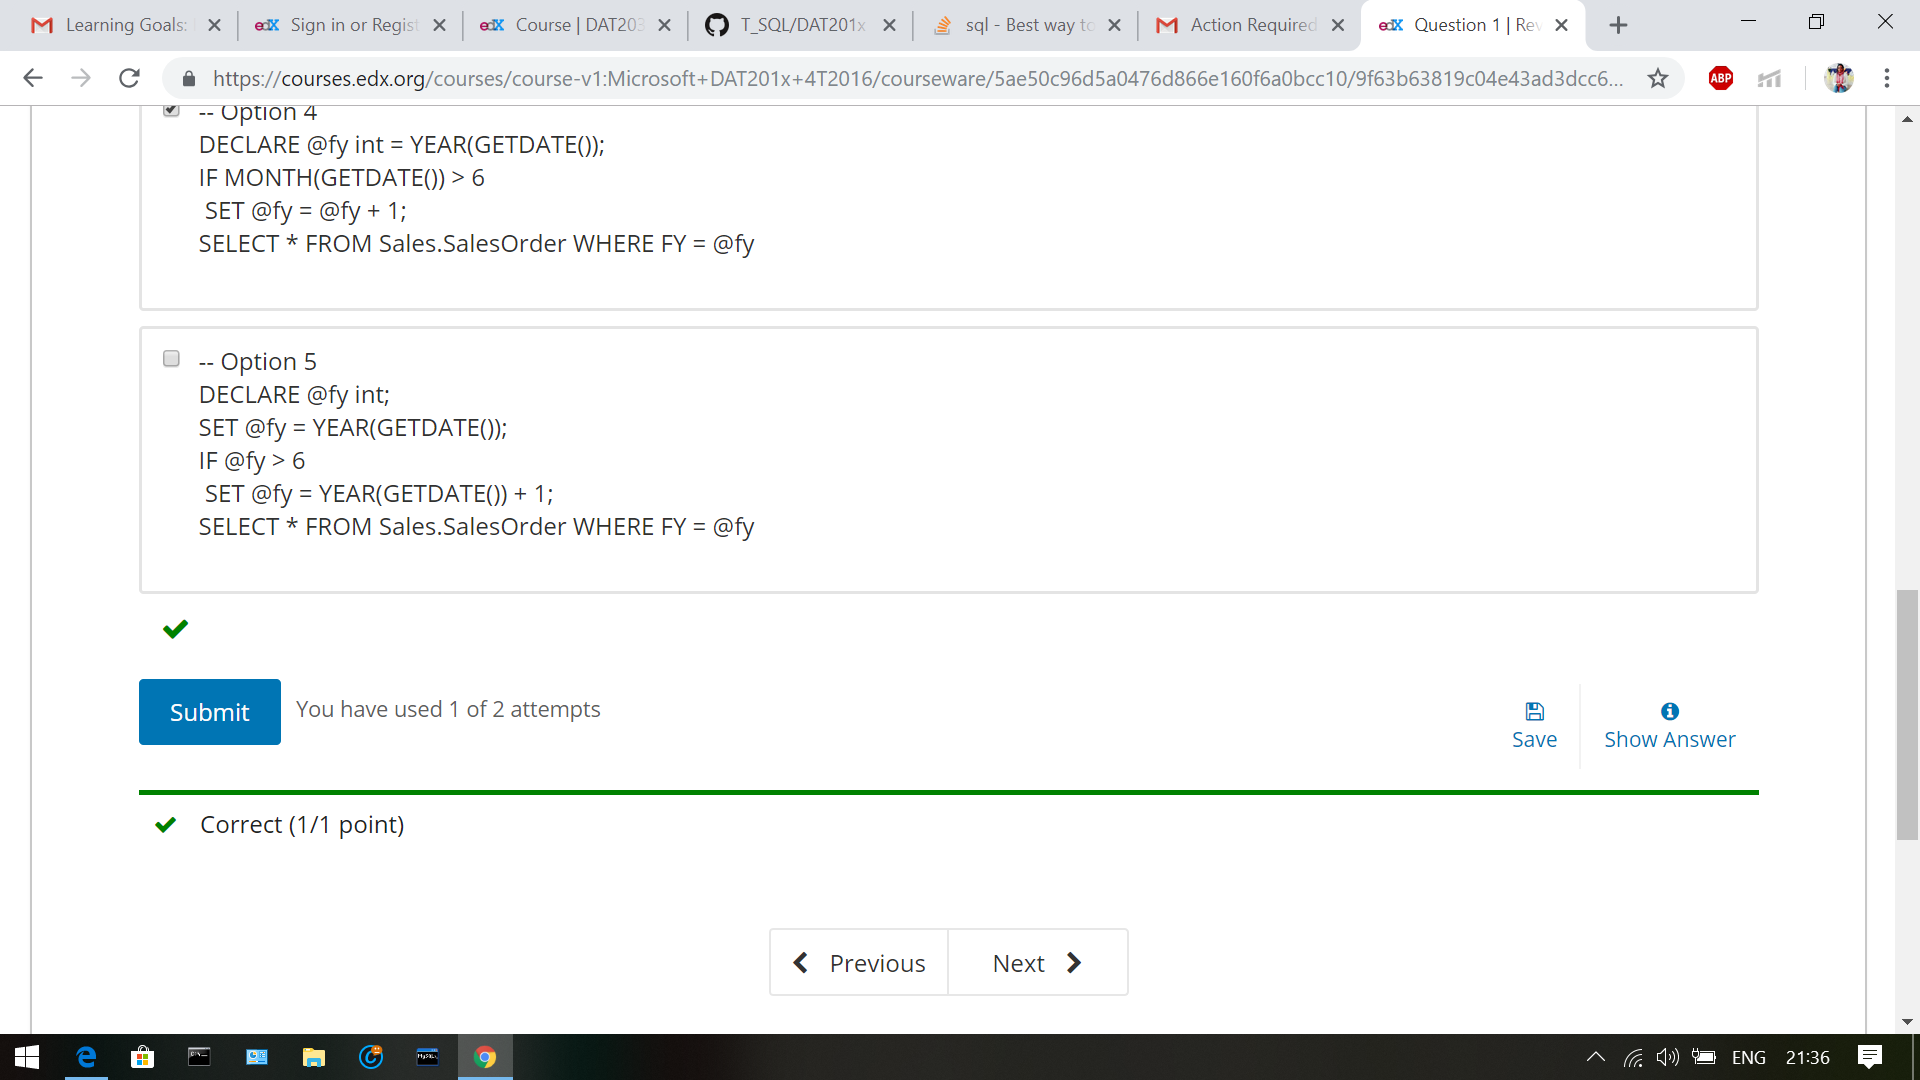 Learning Goals:
edX Sign in or Regist
edX Course | DAT203
T_SQL/DAT201x
sql - Best way to
Action Required
edX Question 1 | Rev
https://courses.edx.org/courses/course-v1:Microsoft+DAT201x+4T2016/courseware/5ae50c96d5a0476d866e160f6a0bcc10/9f63b63819c04e43ad3dcc6...
ABP
-- Option 4
DECLARE @fy int = YEAR(GETDATE());
IF MONTH(GETDATE()) > 6
SET @fy = @fy + 1;
SELECT * FROM Sales.SalesOrder WHERE FY = @fy
-- Option 5
DECLARE @fy int;
SET @fy = YEAR(GETDATE());
IF @fy > 6
SET @fy = YEAR(GETDATE()) + 1;
SELECT * FROM Sales.SalesOrder WHERE FY = @fy
Submit
You have used 1 of 2 attempts
Save
Show Answer
Correct (1/1 point)
Previous
Next
ENG
21:36